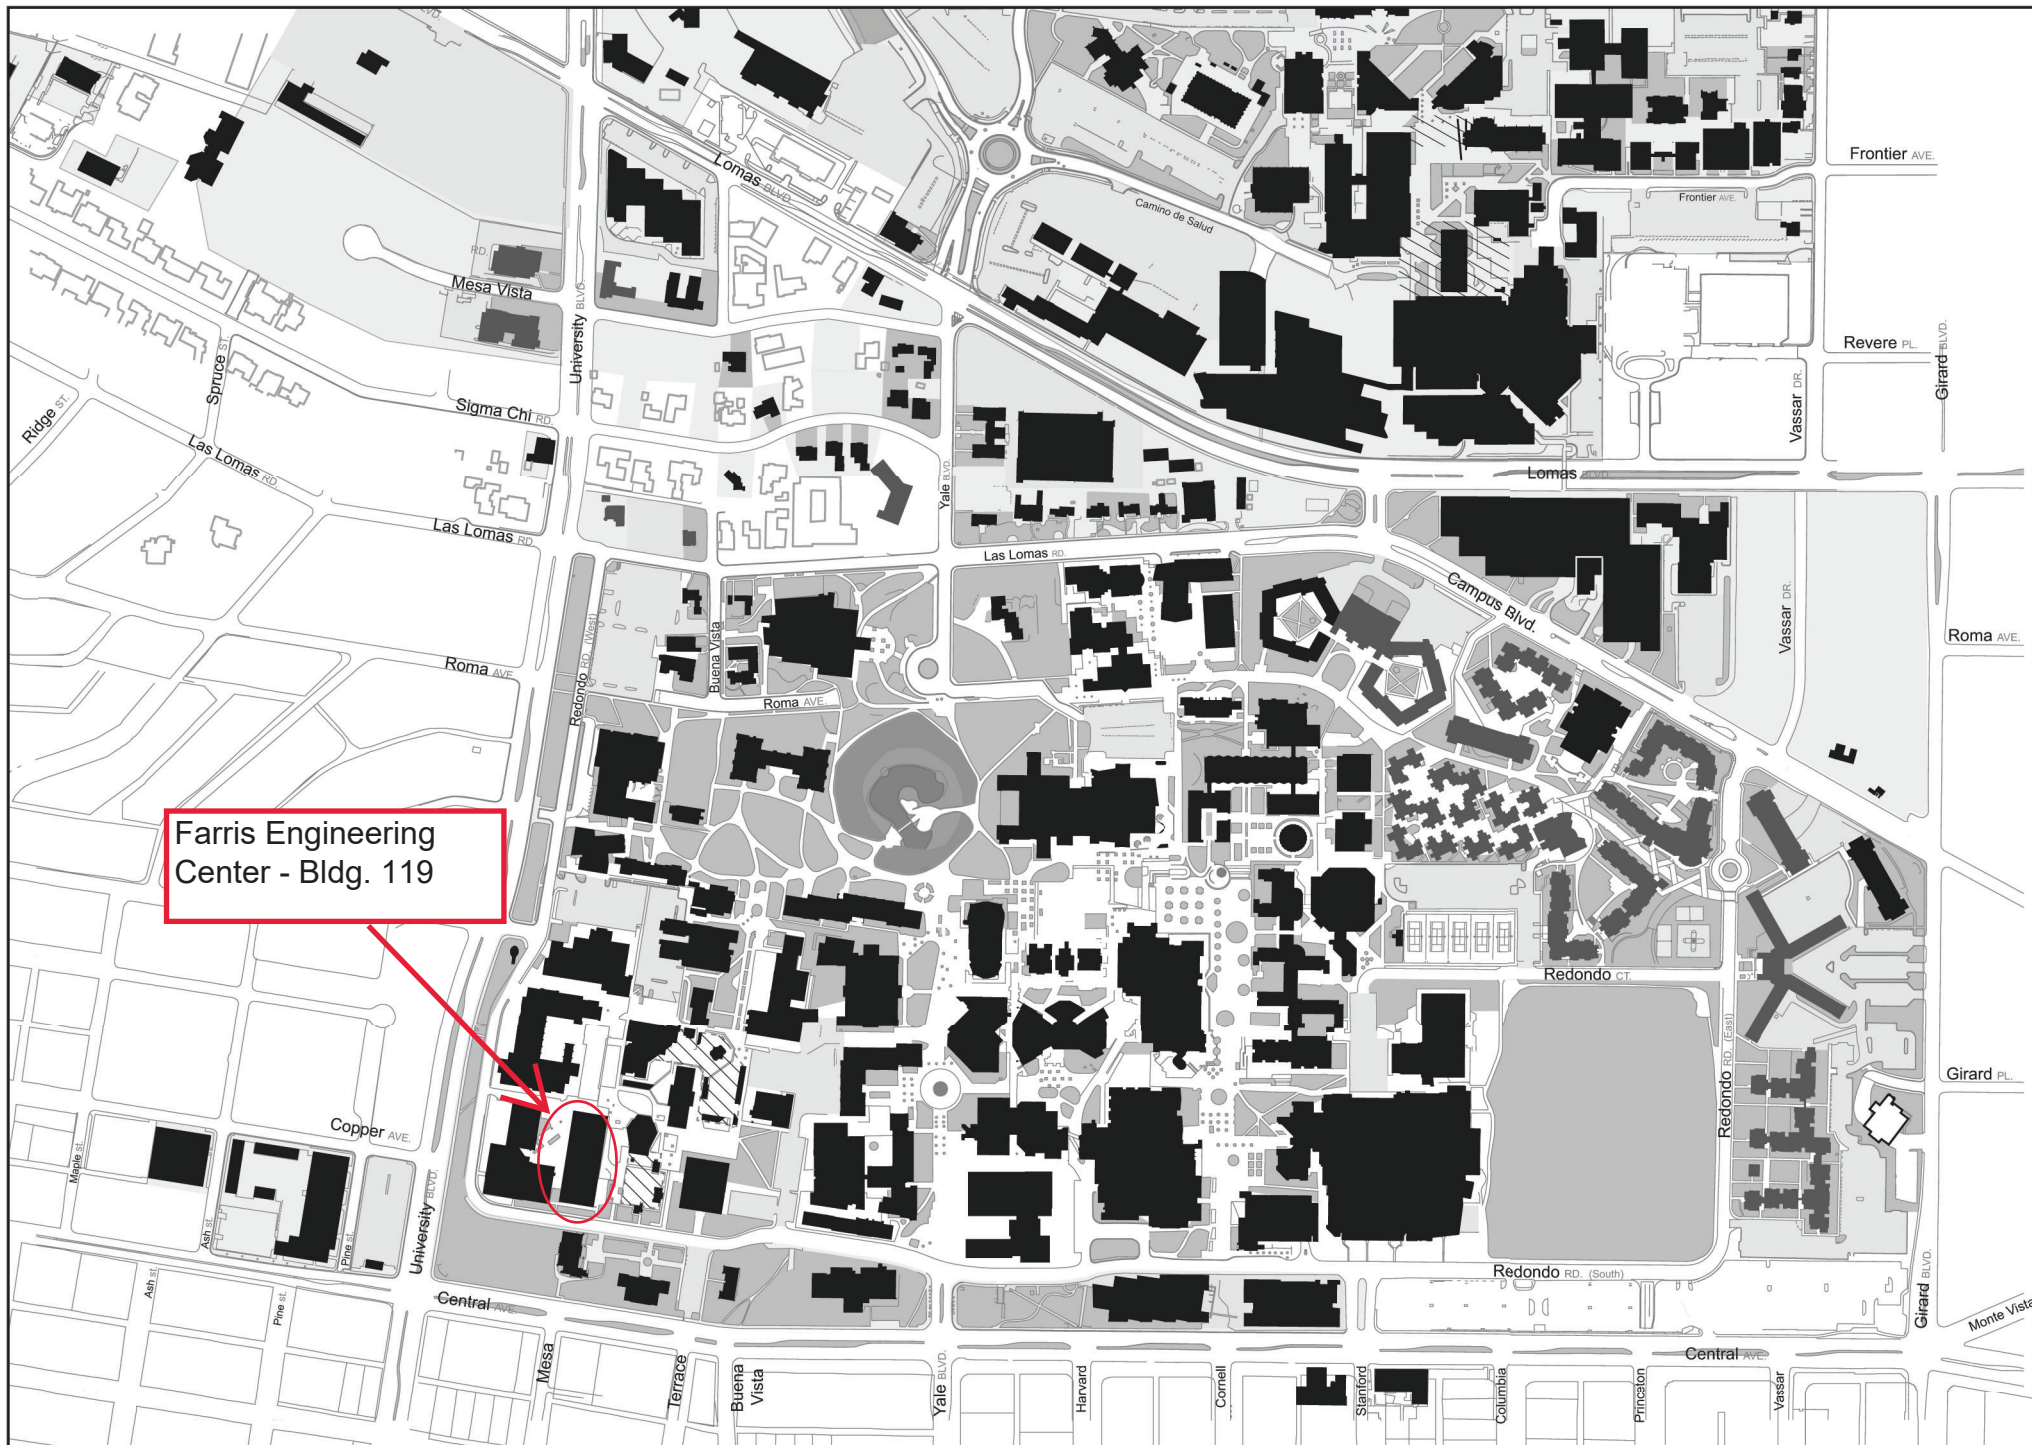 BLVD.
Lomas BLVD.
Frontier AVE.
Frontier AVE.
Camino de Salud
RD.
Mesa Vista
University BLVD.
Revere PL.
Girard BLVD.
Spruce ST.
Sigma Chi RD.
Ridge ST.
Las Lomas RD.
Vassar DR.
Lomas BLVD.
Yale BLVD.
Las Lomas RD.
Las Lomas RD.
Campus Blvd.
Vassar DR.
Roma AVE.
Roma AVE.
Redondo RD. (West)
Buena Vista
Roma AVE.
Farris Engineering
Center - Bldg. 119
Redondo CT.
Redondo RD. (East)
Girard PL.
Copper AVE.
Maple st.
Ash st.
Pine st.
University BLVD.
Ash st.
Pine st.
Central AVE.
Redondo RD. (South)
Girard BLVD.
Monte Vista
Central AVE.
Mesa
Terrace
Buena
Vista
Yale BLVD.
Harvard
Cornell
Stanford
Columbia
Princeton
Vassar